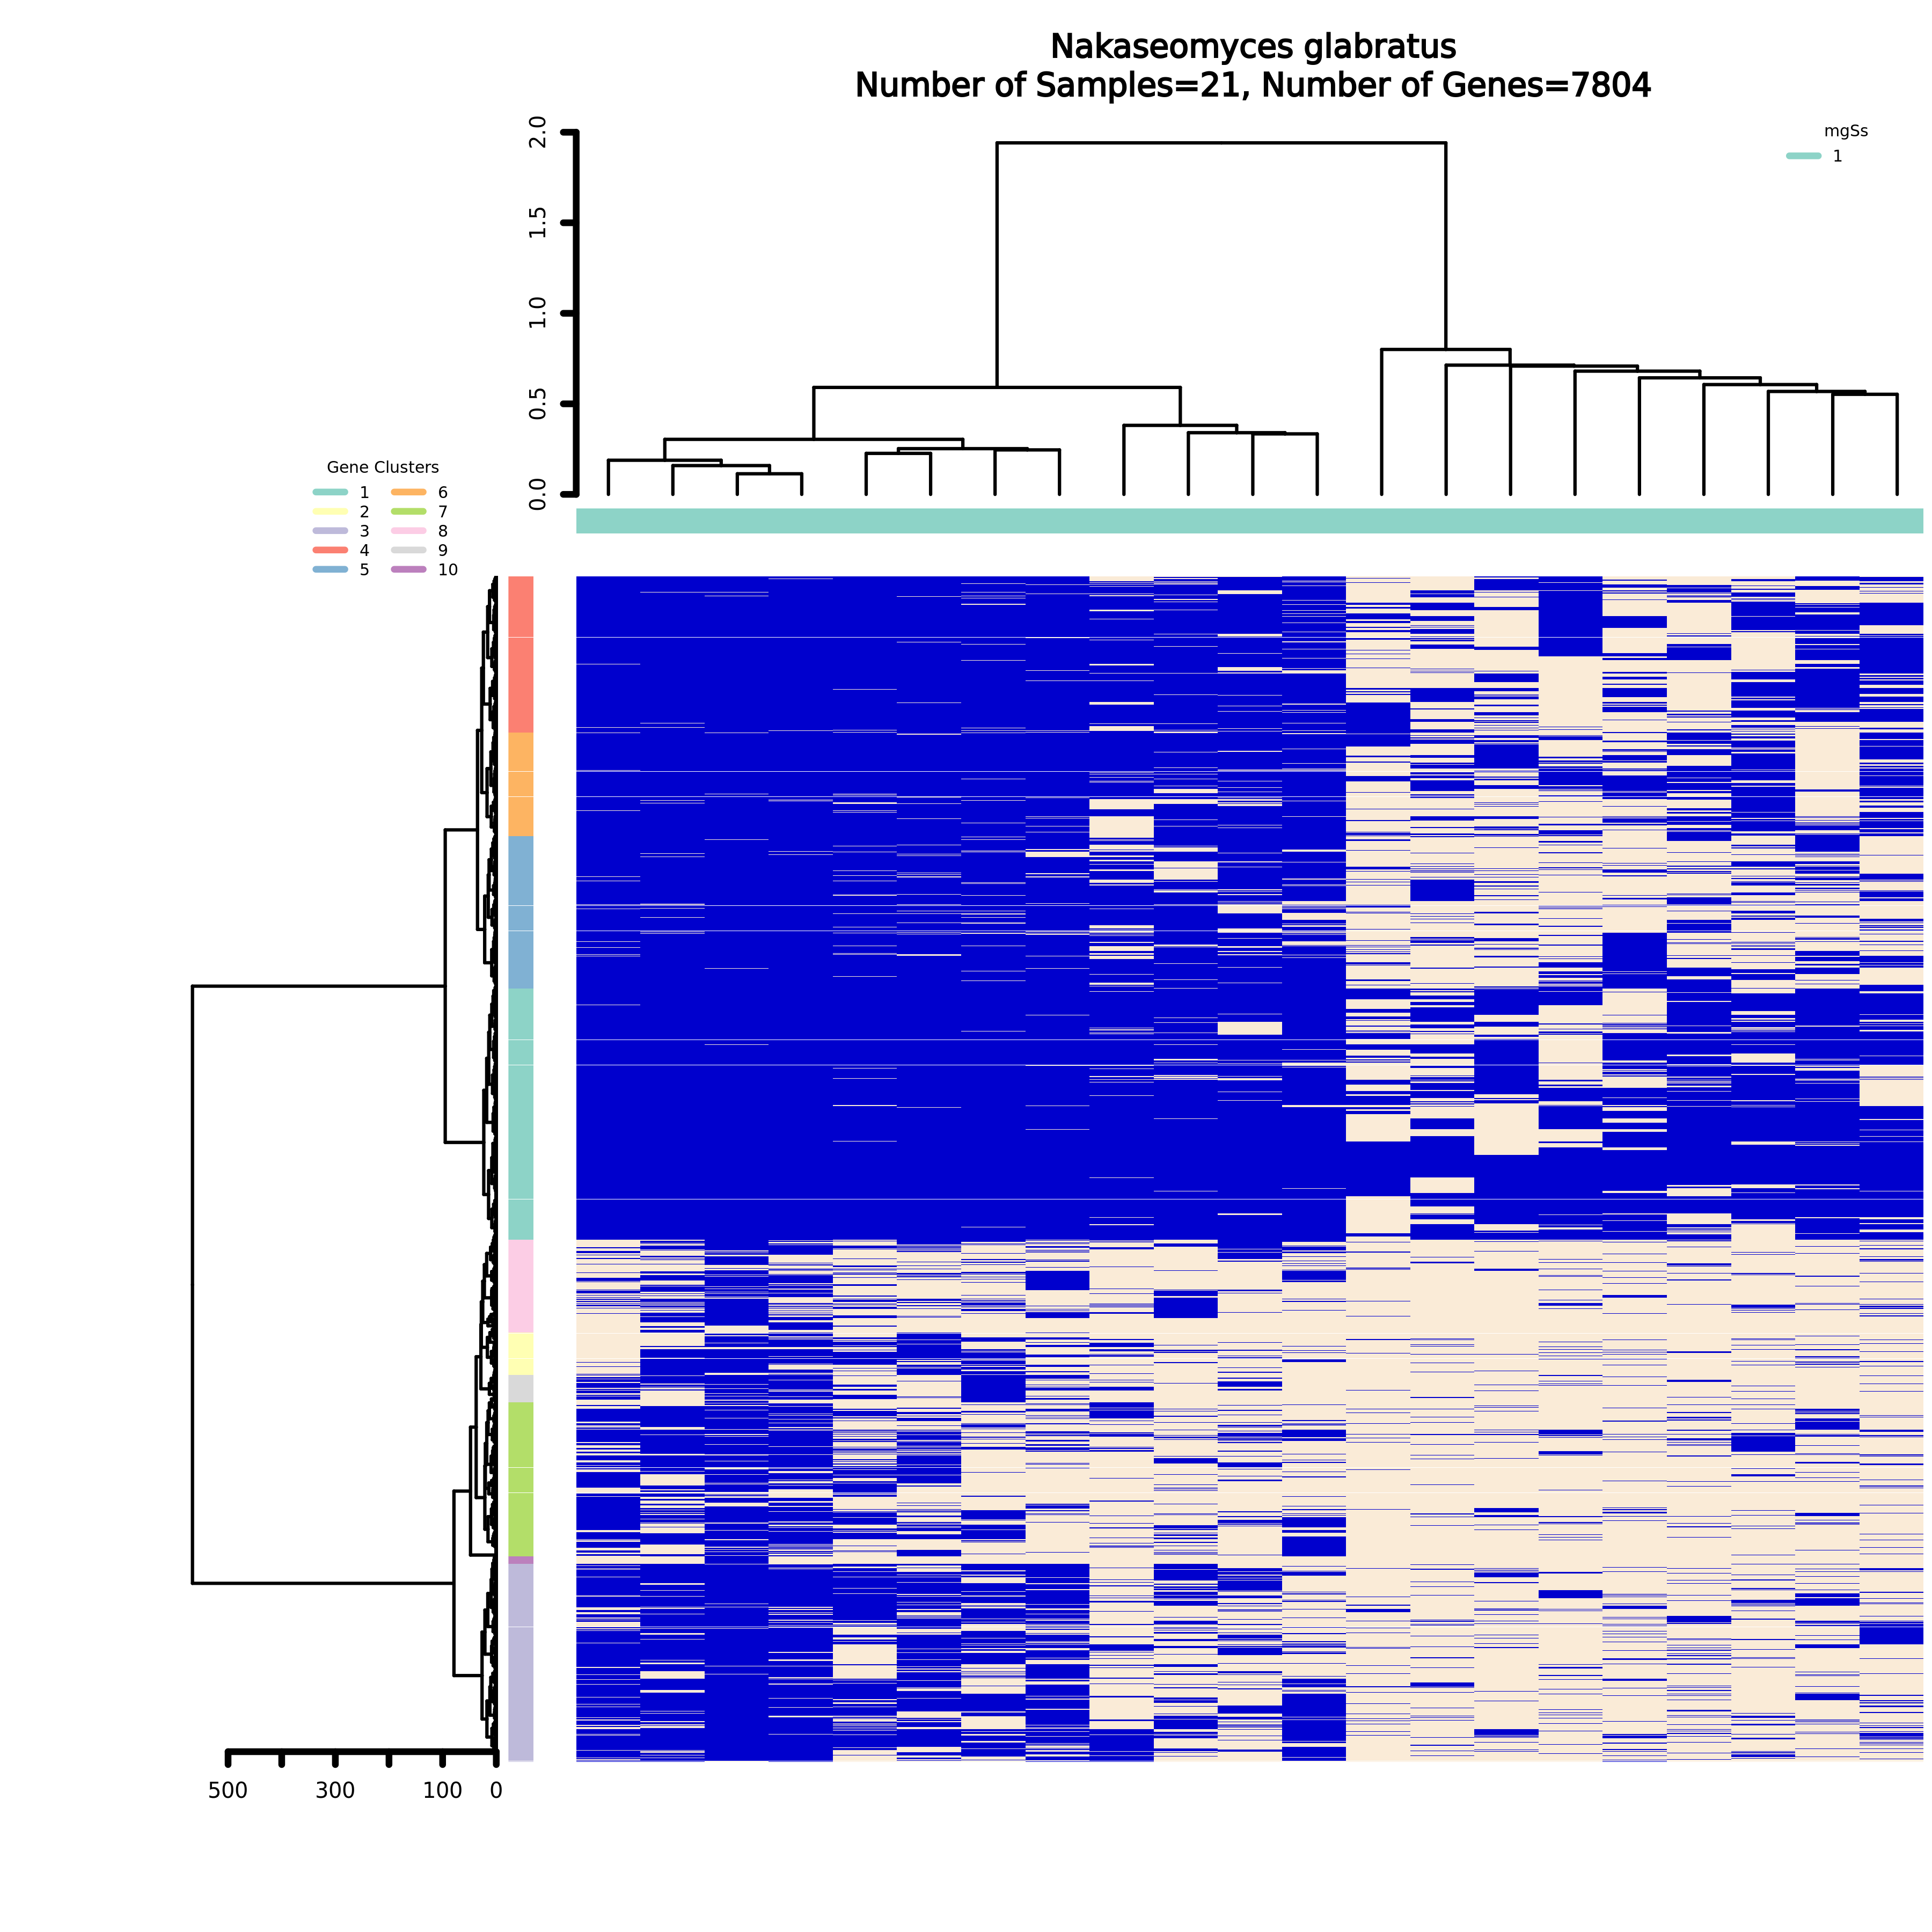 Nakaseomyces glabratus
Number of Samples=21, Number of Genes=7804
mgSs
1
2.0
1.5
1.0
0.5
0.0
Gene Clusters
1 6
2 7
3 8
4 9
5 10
500 300 100 0